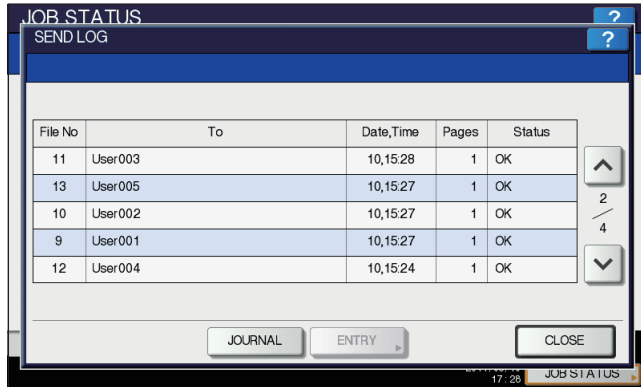 JOB STATUS ?
SEND LOG ?
File No To Date,Time Pages Status
11 User003 10,15:28 1 OK
13 User005 10,15:27 1 OK
10 User002 10,15:27 1 OK
9 User001 10,15:27 1 OK
12 User004 10,15:24 1 OK
2
4
JOURNAL ENTRY CLOSE
17:28 JOB STATUS